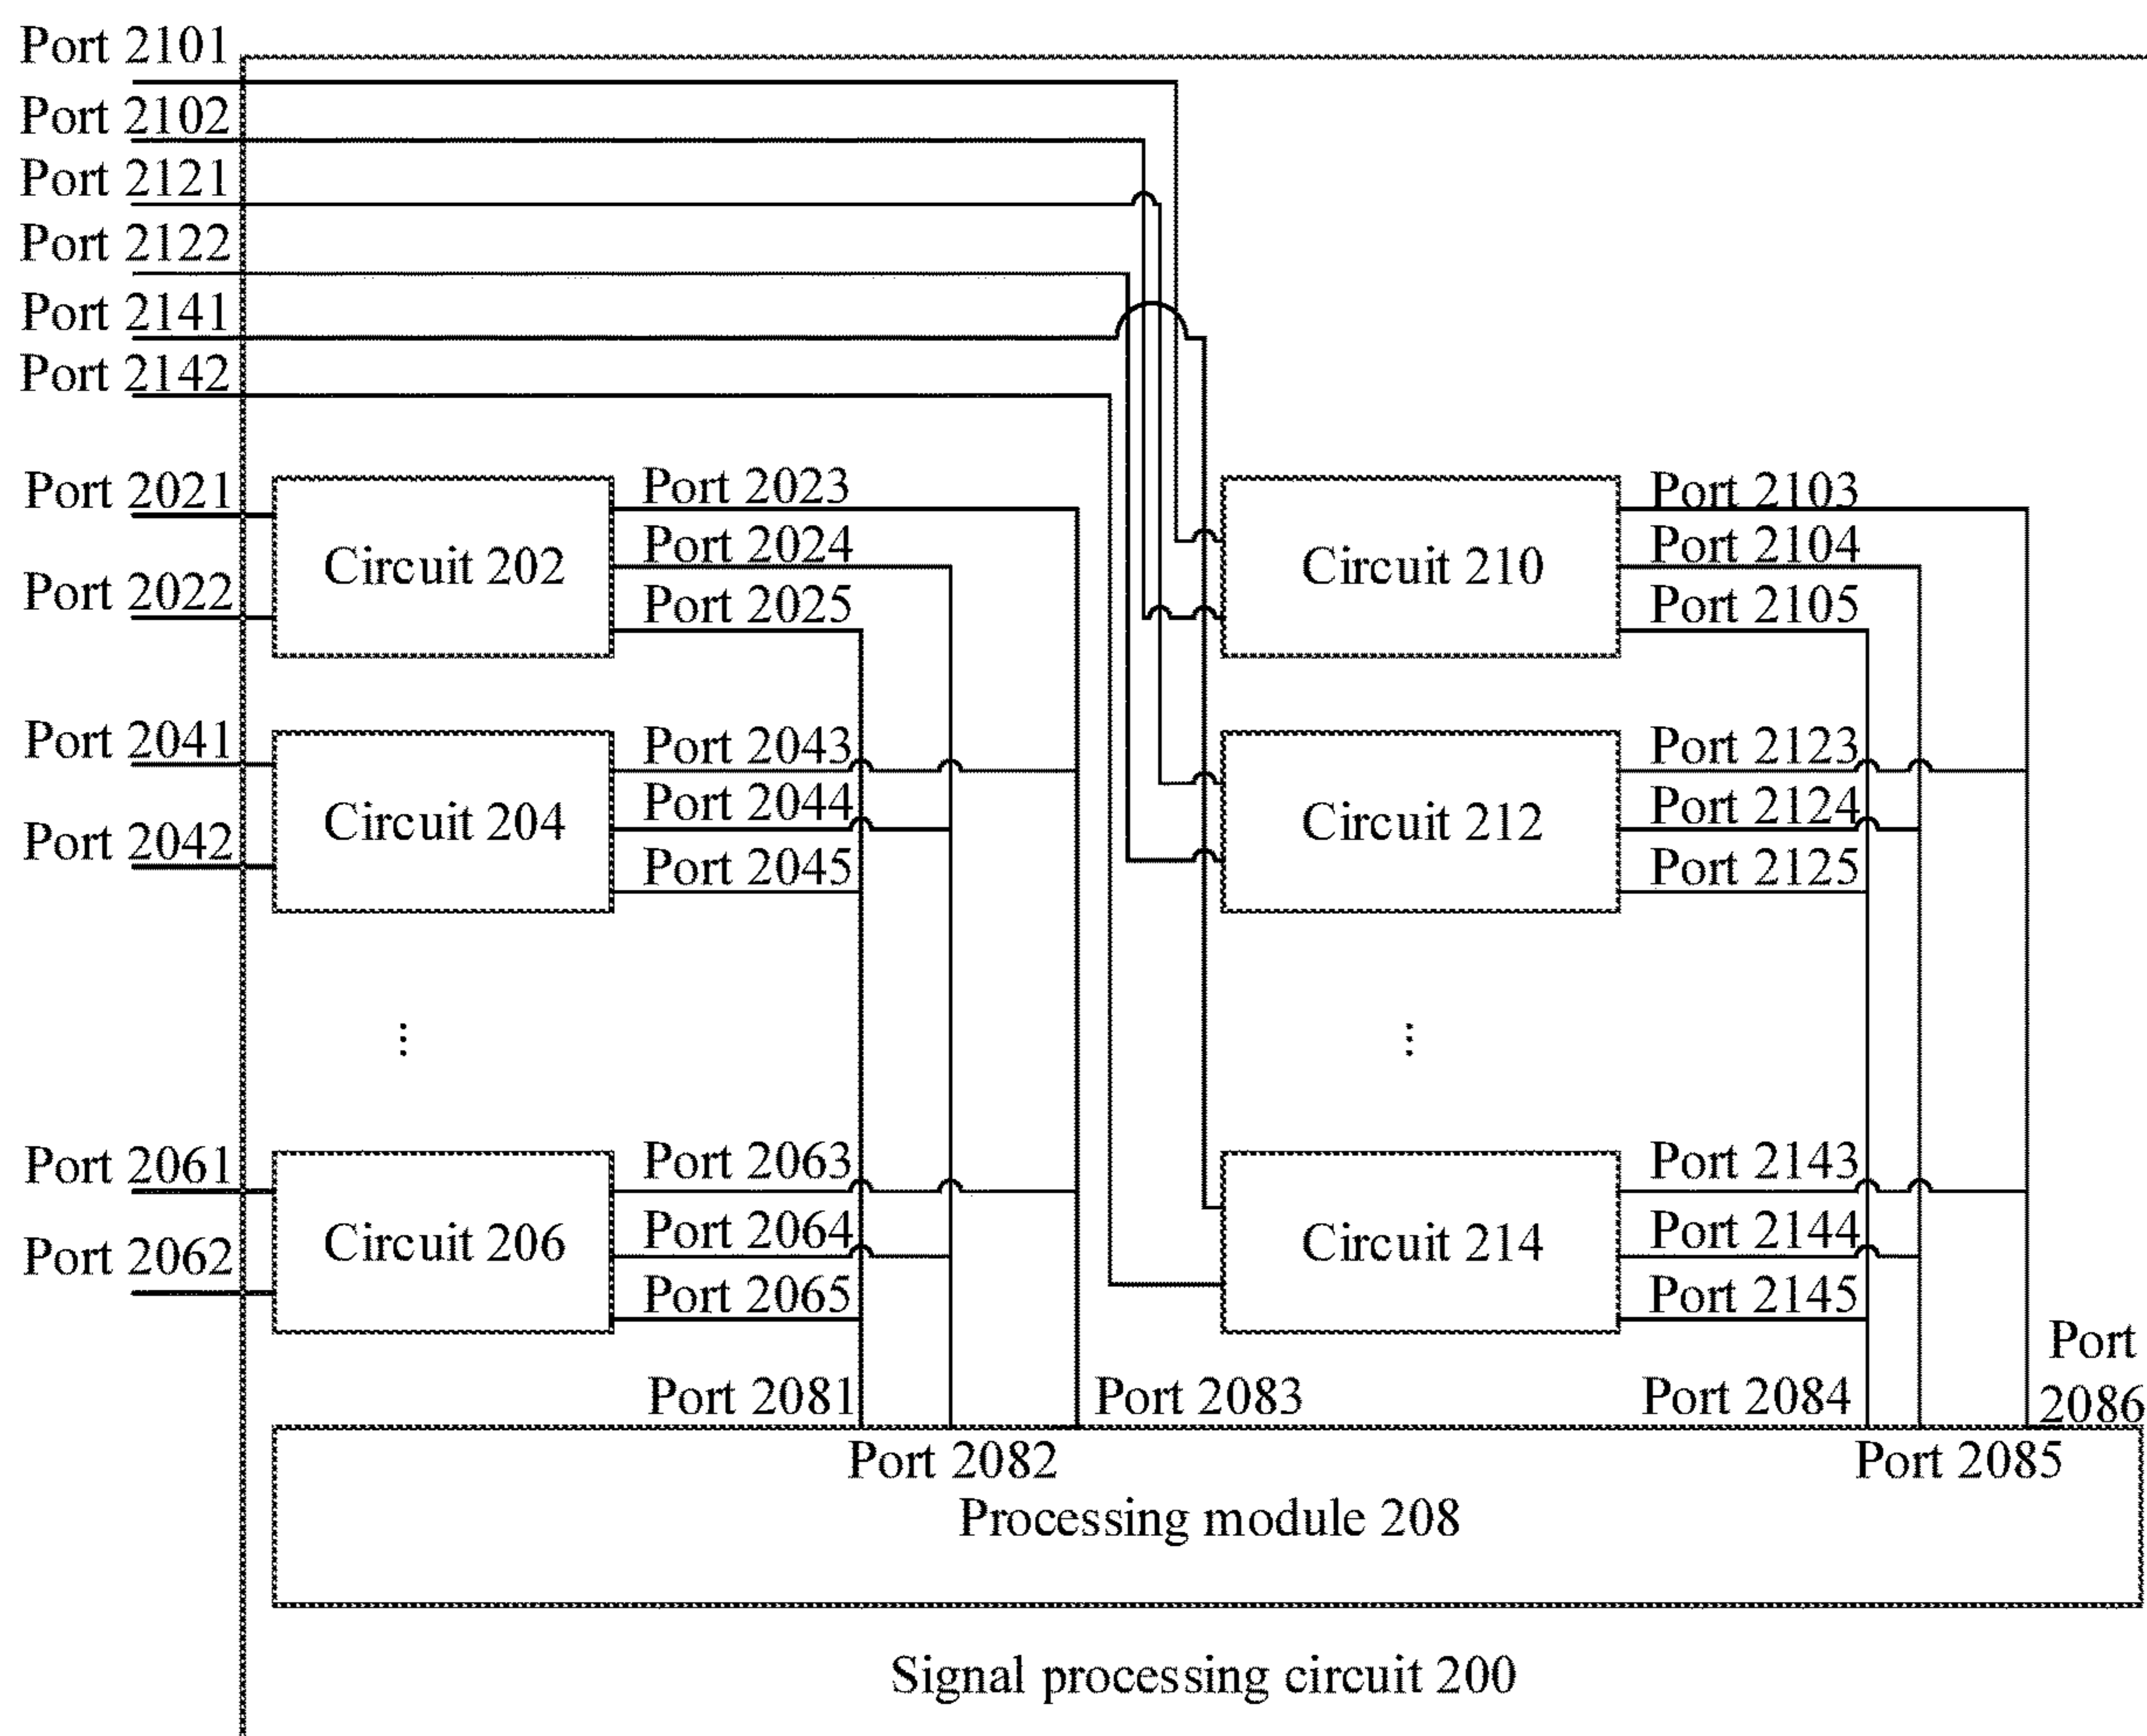 Port 2101
Port 2102
Port 2121
Port 2122
Port 2141
Port 2142
Port 2021
Port 2022
Circuit 202
Port 2023
Port 2024
Port 2025
Circuit 210
Port 2103
Port 2104
Port 2105
Port 2041
Port 2042
Circuit 204
Port 2043
Port 2044
Port 2045
Circuit 212
Port 2123
Port 2124
Port 2125
⋮
⋮
Port 2061
Port 2062
Circuit 206
Port 2063
Port 2064
Port 2065
Circuit 214
Port 2143
Port 2144
Port 2145
Port 2081
Port 2083
Port 2084
Port
2086
Port 2082
Port 2085
Processing module 208
Signal processing circuit 200